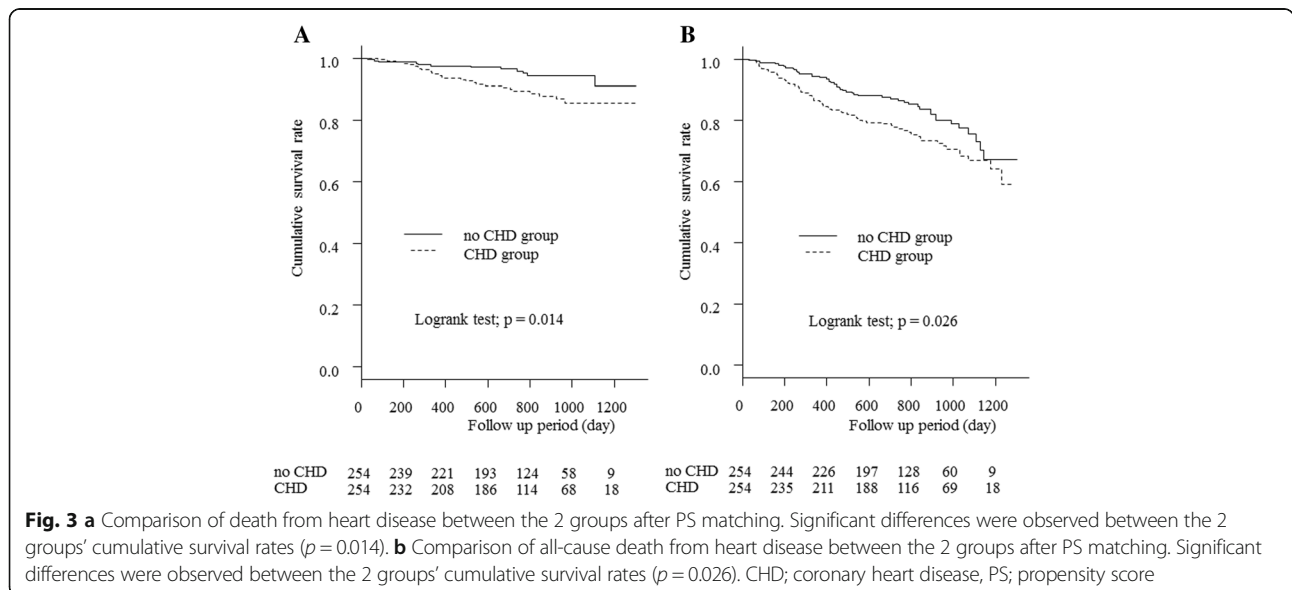 A
1.0
0.8
0.6
0.4
0.2
0.0
Cumulative survival rate
no CHD group
CHD group
Logrank test; p = 0.014
0 200 400 600 800 1000 1200
Follow up period (day)
no CHD 254 239 221 193 124 58 9
CHD 254 232 208 186 114 68 18
B
1.0
0.8
0.6
0.4
0.2
0.0
Cumulative survival rate
no CHD group
CHD group
Logrank test; p = 0.026
0 200 400 600 800 1000 1200
Follow up period (day)
no CHD 254 244 226 197 128 60 9
CHD 254 235 211 188 116 69 18
Fig. 3 a Comparison of death from heart disease between the 2 groups after PS matching. Significant differences were observed between the 2
groups' cumulative survival rates (p = 0.014). b Comparison of all-cause death from heart disease between the 2 groups after PS matching. Significant
differences were observed between the 2 groups' cumulative survival rates (p = 0.026). CHD; coronary heart disease, PS; propensity score